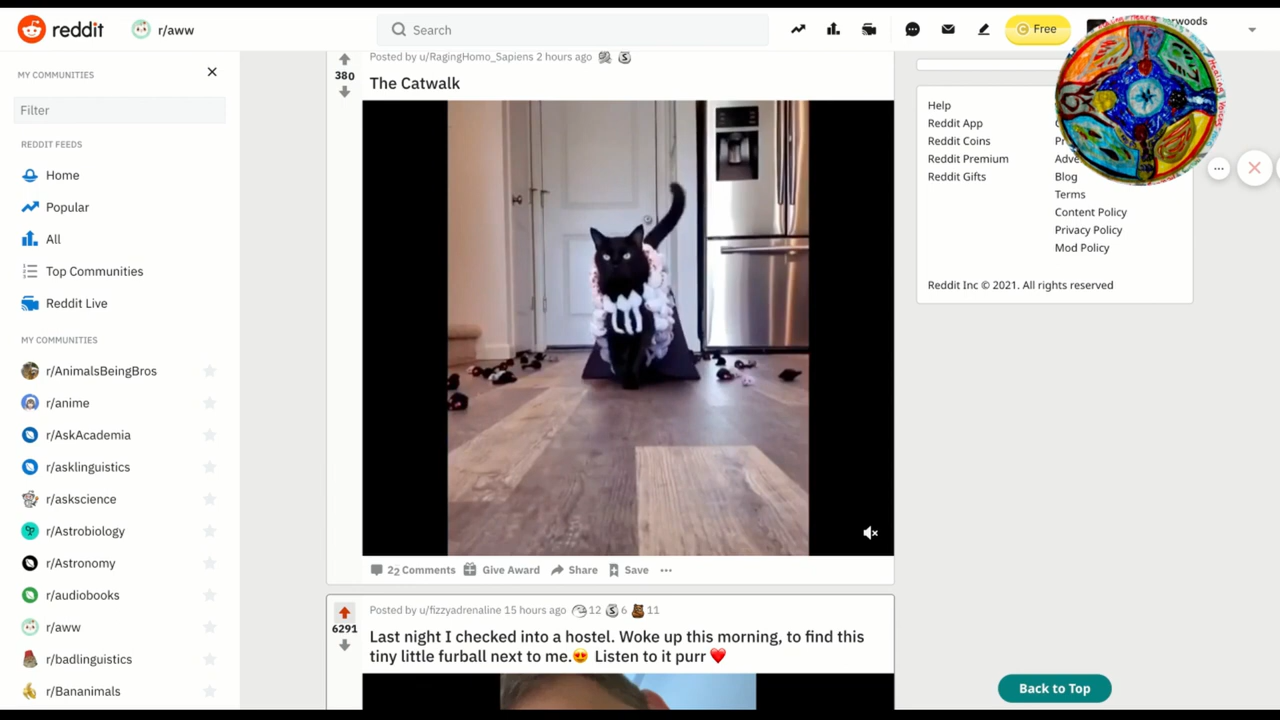 reddit
r/aww
Search
Free
MY COMMUNITIES
Filter
REDDIT FEEDS
Home
Popular
All
Top Communities
Reddit Live
MY COMMUNITIES
r/AnimalsBeingBros
r/anime
r/AskAcademia
r/asklinguistics
r/askscience
r/Astrobiology
r/Astronomy
r/audiobooks
r/aww
r/badlinguistics
r/Bananimals
Posted by u/RagingHomo_Sapiens 2 hours ago
380
The Catwalk
22 Comments Give Award Share Save
Posted by u/fizzyadrenaline 15 hours ago 12 6 11
6291
Last night I checked into a hostel. Woke up this morning, to find this
tiny little furball next to me.😍 Listen to it purr ❤️
Help
Reddit App
Reddit Coins
Reddit Premium
Reddit Gifts
Blog
Terms
Content Policy
Privacy Policy
Mod Policy
Reddit Inc © 2021. All rights reserved
Back to Top